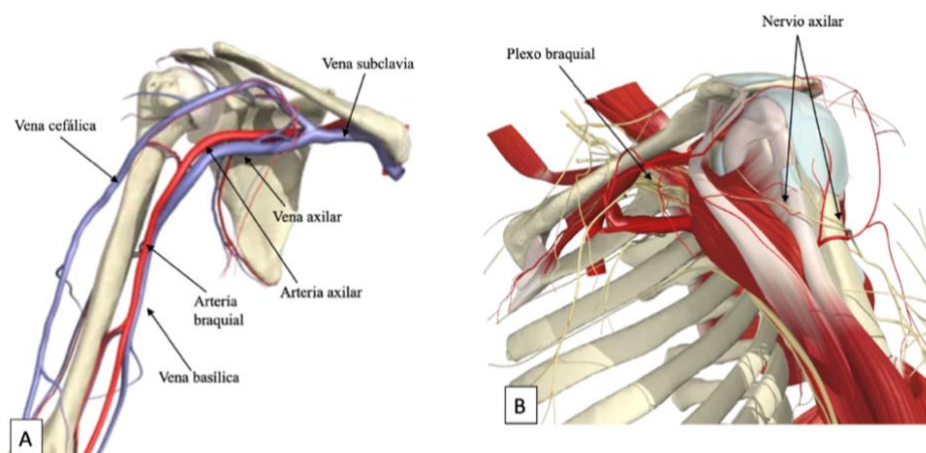 Vena subclavia
Vena cefálica
Vena axilar
Arteria axilar
Arteria
braquial
Vena basílica
A
Nervio axilar
Plexo braquial
B